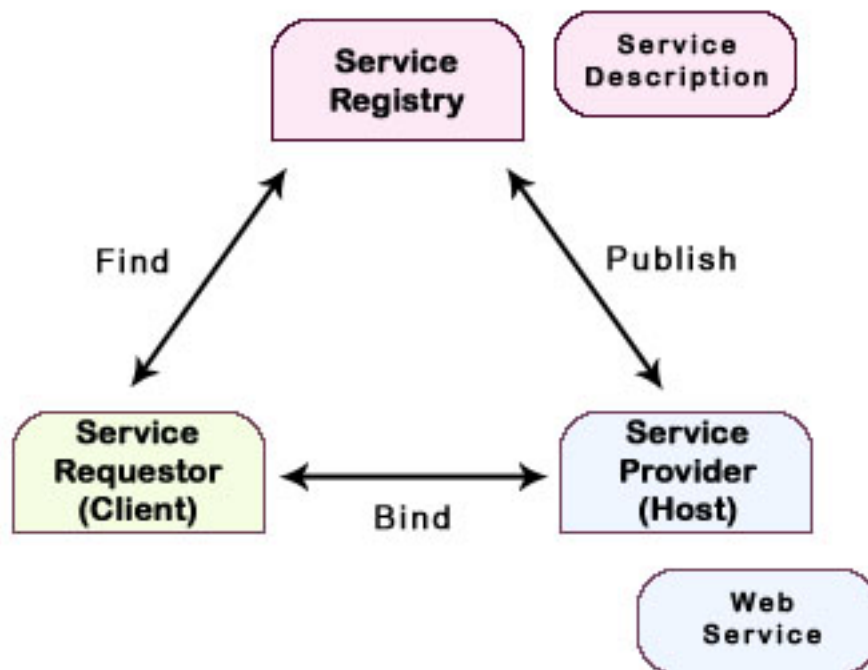 Service
Registry
Service
Description
Find
Publish
Service
Requestor
(Client)
Bind
Service
Provider
(Host)
Web
Service